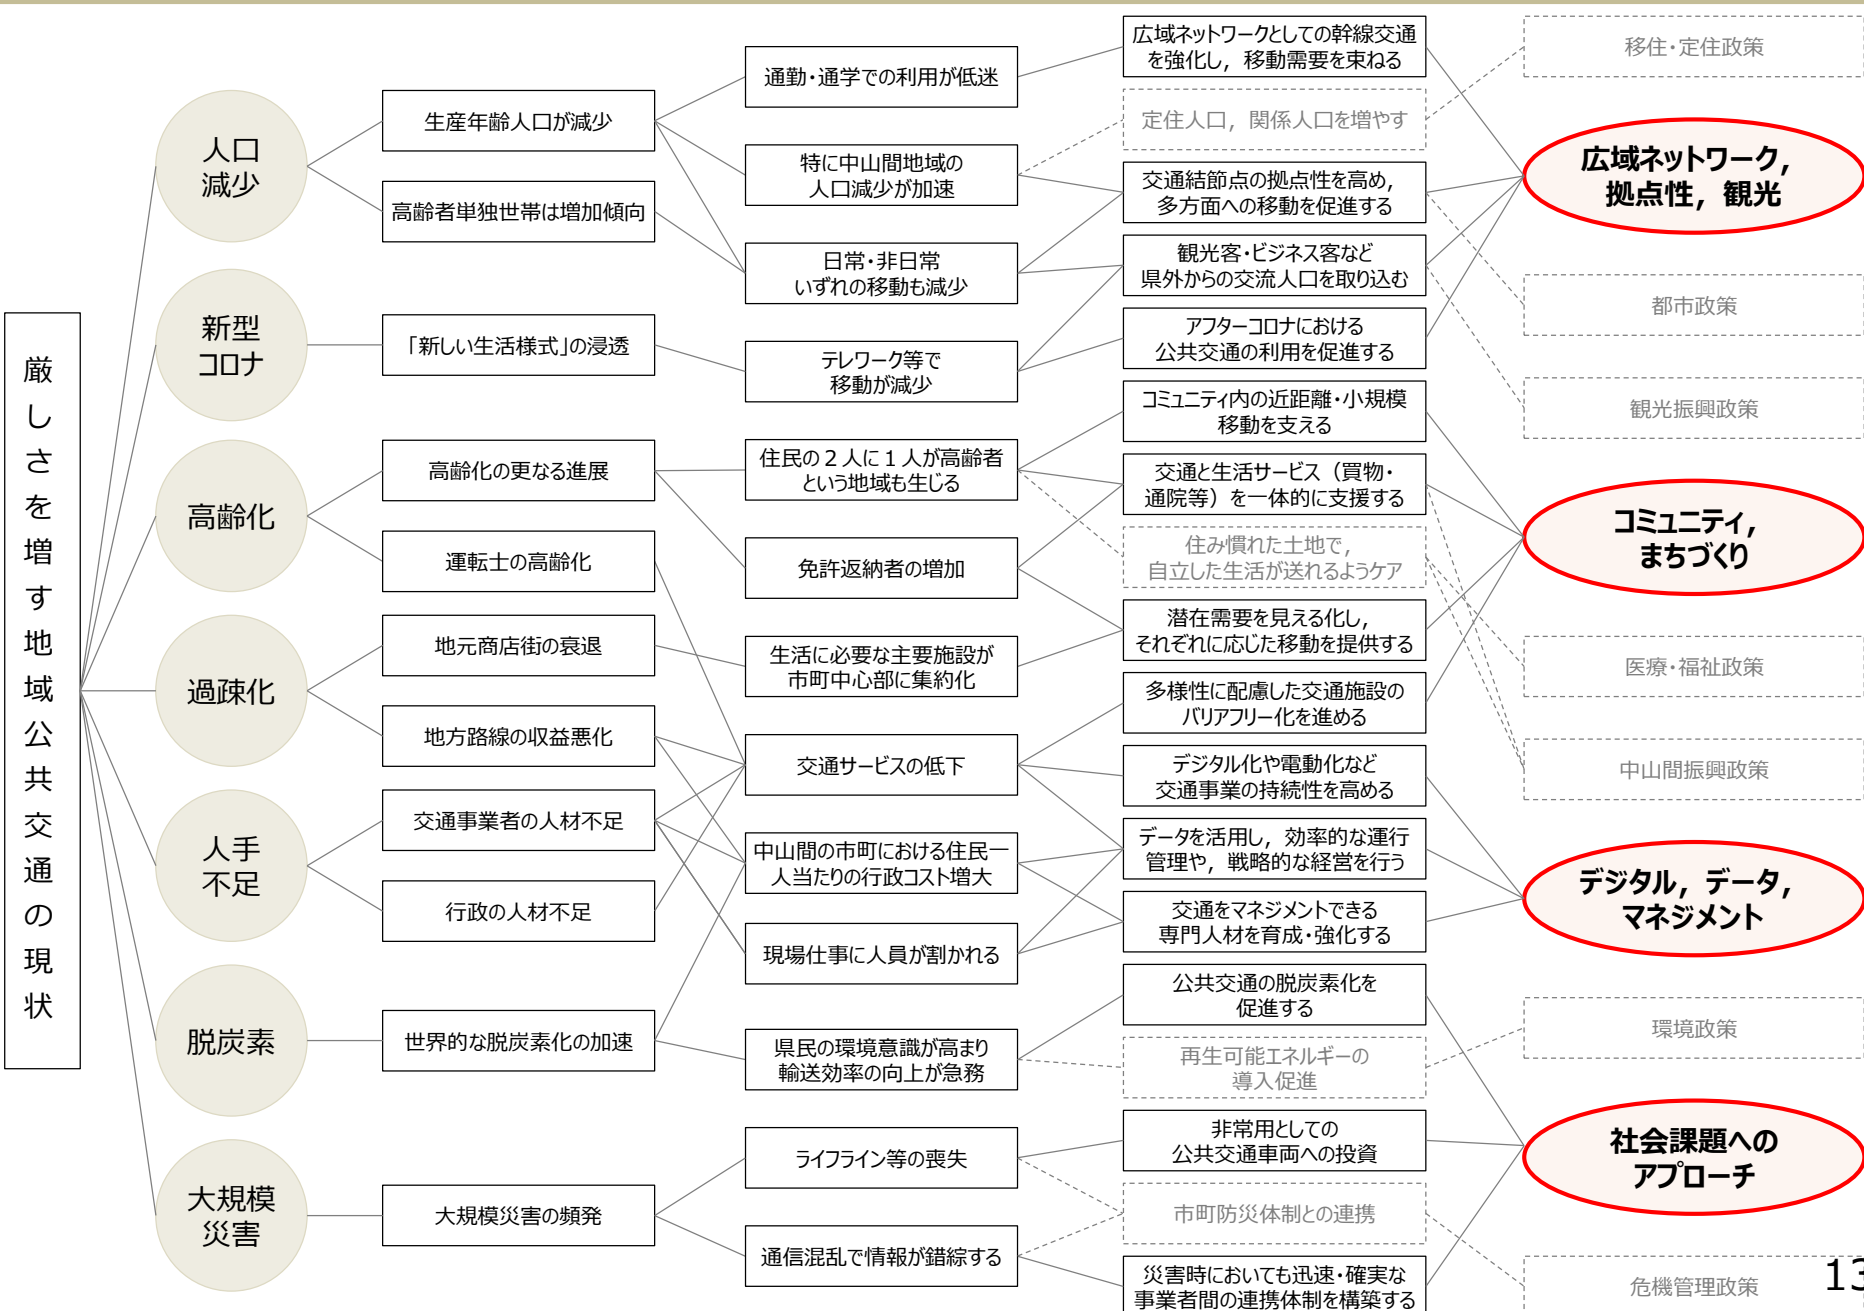 厳しさを増す地域公共交通の現状
人口
減少
新型
コロナ
高齢化
過疎化
人手
不足
脱炭素
大規模
災害
生産年齢人口が減少
高齢者単独世帯は増加傾向
「新しい生活様式」の浸透
高齢化の更なる進展
運転士の高齢化
地元商店街の衰退
地方路線の収益悪化
交通事業者の人材不足
行政の人材不足
世界的な脱炭素化の加速
大規模災害の頻発
通勤・通学での利用が低迷
特に中山間地域の
人口減少が加速
日常・非日常
いずれの移動も減少
テレワーク等で
移動が減少
住民の２人に１人が高齢者
という地域も生じる
免許返納者の増加
生活に必要な主要施設が
市町中心部に集約化
交通サービスの低下
中山間の市町における住民一
人当たりの行政コスト増大
現場仕事に人員が割かれる
県民の環境意識が高まり
輸送効率の向上が急務
ライフライン等の喪失
通信混乱で情報が錯綜する
広域ネットワークとしての幹線交通
を強化し，移動需要を束ねる
定住人口，関係人口を増やす
交通結節点の拠点性を高め，
多方面への移動を促進する
観光客・ビジネス客など
県外からの交流人口を取り込む
アフターコロナにおける
公共交通の利用を促進する
コミュニティ内の近距離・小規模
移動を支える
交通と生活サービス（買物・
通院等）を一体的に支援する
住み慣れた土地で，
自立した生活が送れるようケア
潜在需要を見える化し，
それぞれに応じた移動を提供する
多様性に配慮した交通施設の
バリアフリー化を進める
デジタル化や電動化など
交通事業の持続性を高める
データを活用し，効率的な運行
管理や，戦略的な経営を行う
交通をマネジメントできる
専門人材を育成・強化する
公共交通の脱炭素化を
促進する
再生可能エネルギーの
導入促進
非常用としての
公共交通車両への投資
市町防災体制との連携
災害時においても迅速・確実な
事業者間の連携体制を構築する
移住・定住政策
広域ネットワーク，
拠点性，観光
都市政策
観光振興政策
コミュニティ，
まちづくり
医療・福祉政策
中山間振興政策
デジタル，データ，
マネジメント
環境政策
社会課題への
アプローチ
危機管理政策
13